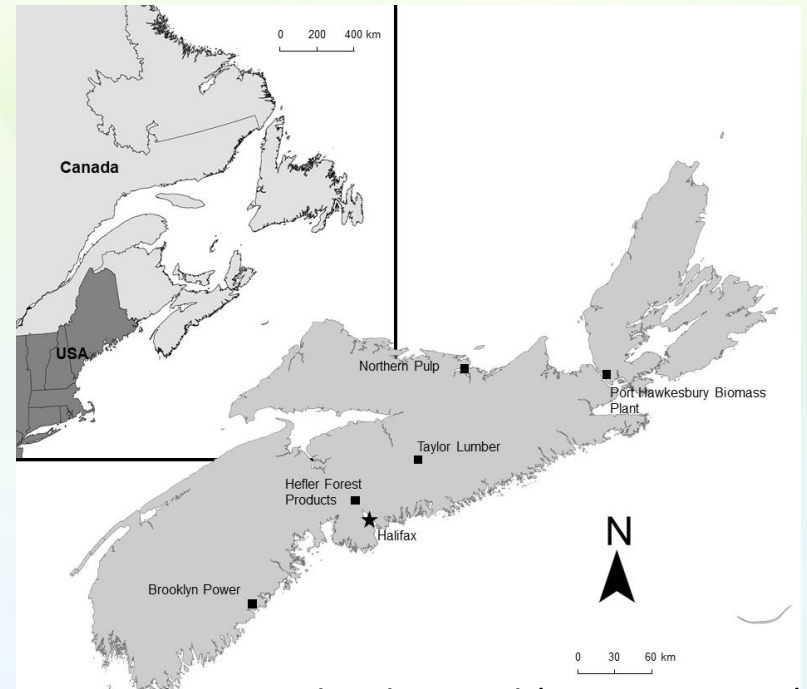 0 200 400 km
Canada
USA
Northern Pulp
Port Hawkesbury Biomass
Plant
Taylor Lumber
Hefler Forest
Products
Halifax
Brooklyn Power
N
0 30 60 km